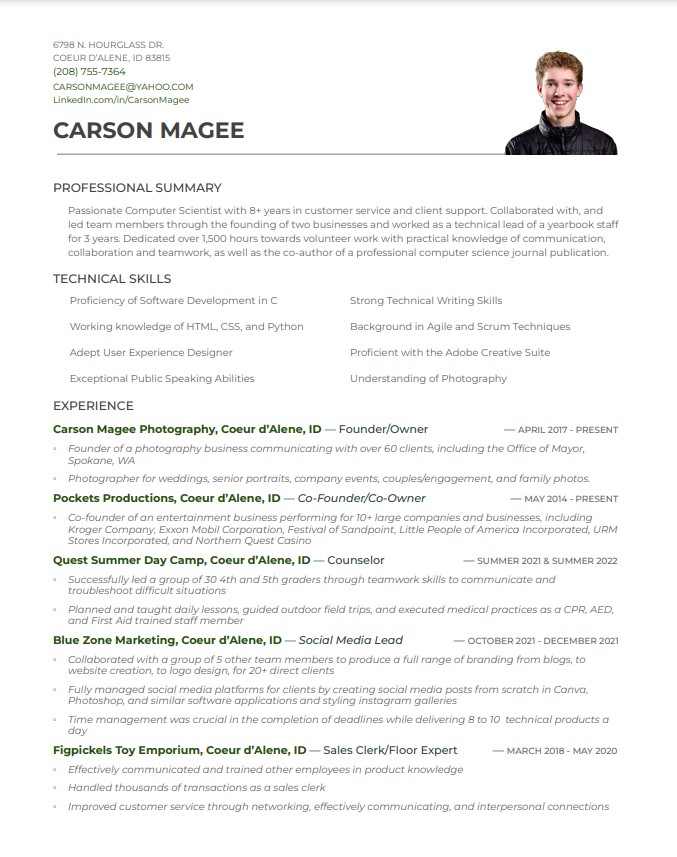 6798 N. HOURGLASS DR.
COEUR D'ALENE, ID 83815
(208) 755-7364
CARSONMAGEE@YAHOO.COM
LinkedIn.com/in/CarsonMagee
CARSON MAGEE
PROFESSIONAL SUMMARY
Passionate Computer Scientist with 8+ years in customer service and client support. Collaborated with, and
led team members through the founding of two businesses and worked as a technical lead of a yearbook staff
for 3 years. Dedicated over 1,500 hours towards volunteer work with practical knowledge of communication,
collaboration and teamwork, as well as the co-author of a professional computer science journal publication.
TECHNICAL SKILLS
Proficiency of Software Development in C
Strong Technical Writing Skills
Working knowledge of HTML, CSS, and Python
Background in Agile and Scrum Techniques
Adept User Experience Designer
Proficient with the Adobe Creative Suite
Exceptional Public Speaking Abilities
Understanding of Photography
EXPERIENCE
Carson Magee Photography, Coeur d'Alene, ID — Founder/Owner — APRIL 2017 - PRESENT
▫ Founder of a photography business communicating with over 60 clients, including the Office of Mayor,
Spokane, WA
▫ Photographer for weddings, senior portraits, company events, couples/engagement, and family photos.
Pockets Productions, Coeur d'Alene, ID — Co-Founder/Co-Owner — MAY 2014 - PRESENT
▫ Co-founder of an entertainment business performing for 10+ large companies and businesses, including
Kroger Company, Exxon Mobil Corporation, Festival of Sandpoint, Little People of America Incorporated, URM
Stores Incorporated, and Northern Quest Casino
Quest Summer Day Camp, Coeur d'Alene, ID — Counselor — SUMMER 2021 & SUMMER 2022
▫ Successfully led a group of 30 4th and 5th graders through teamwork skills to communicate and
troubleshoot difficult situations
▫ Planned and taught daily lessons, guided outdoor field trips, and executed medical practices as a CPR, AED,
and First Aid trained staff member
Blue Zone Marketing, Coeur d'Alene, ID — Social Media Lead — OCTOBER 2021 - DECEMBER 2021
▫ Collaborated with a group of 5 other team members to produce a full range of branding from blogs, to
website creation, to logo design, for 20+ direct clients
▫ Fully managed social media platforms for clients by creating social media posts from scratch in Canva,
Photoshop, and similar software applications and styling instagram galleries
▫ Time management was crucial in the completion of deadlines while delivering 8 to 10 technical products a
day
Figpickels Toy Emporium, Coeur d'Alene, ID — Sales Clerk/Floor Expert — MARCH 2018 - MAY 2020
▫ Effectively communicated and trained other employees in product knowledge
▫ Handled thousands of transactions as a sales clerk
▫ Improved customer service through networking, effectively communicating, and interpersonal connections